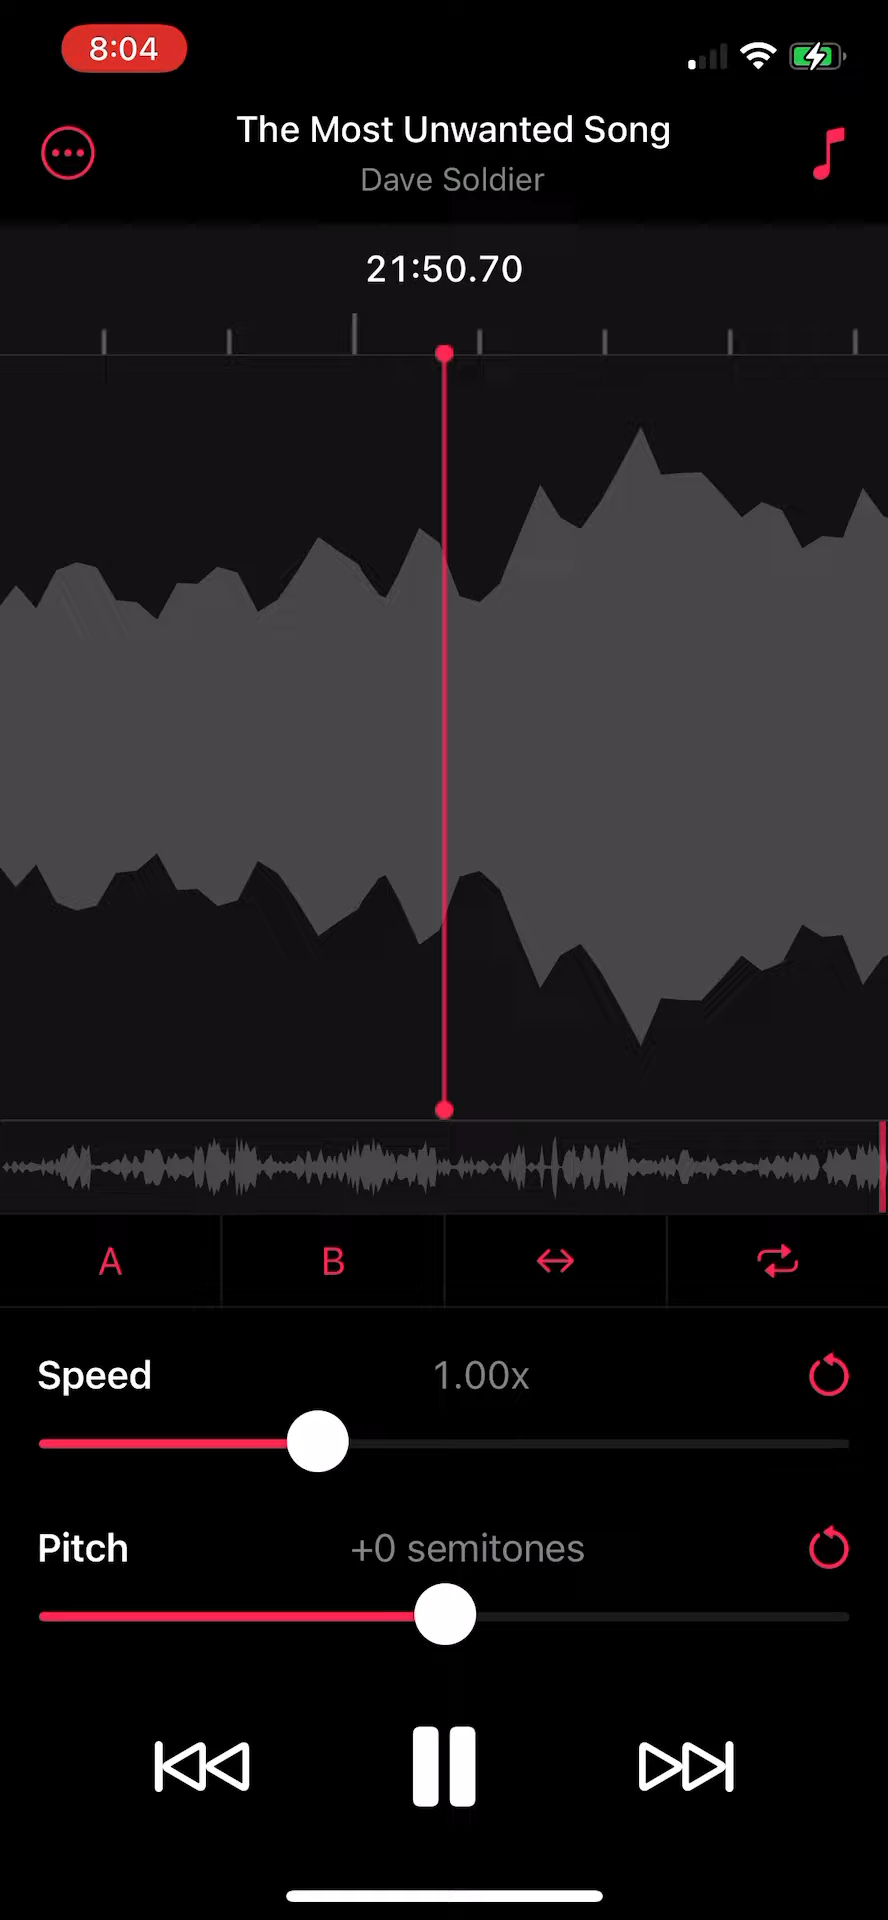 8:04
The Most Unwanted Song
Dave Soldier
21:50.70
A B
Speed 1.00x
Pitch +0 semitones